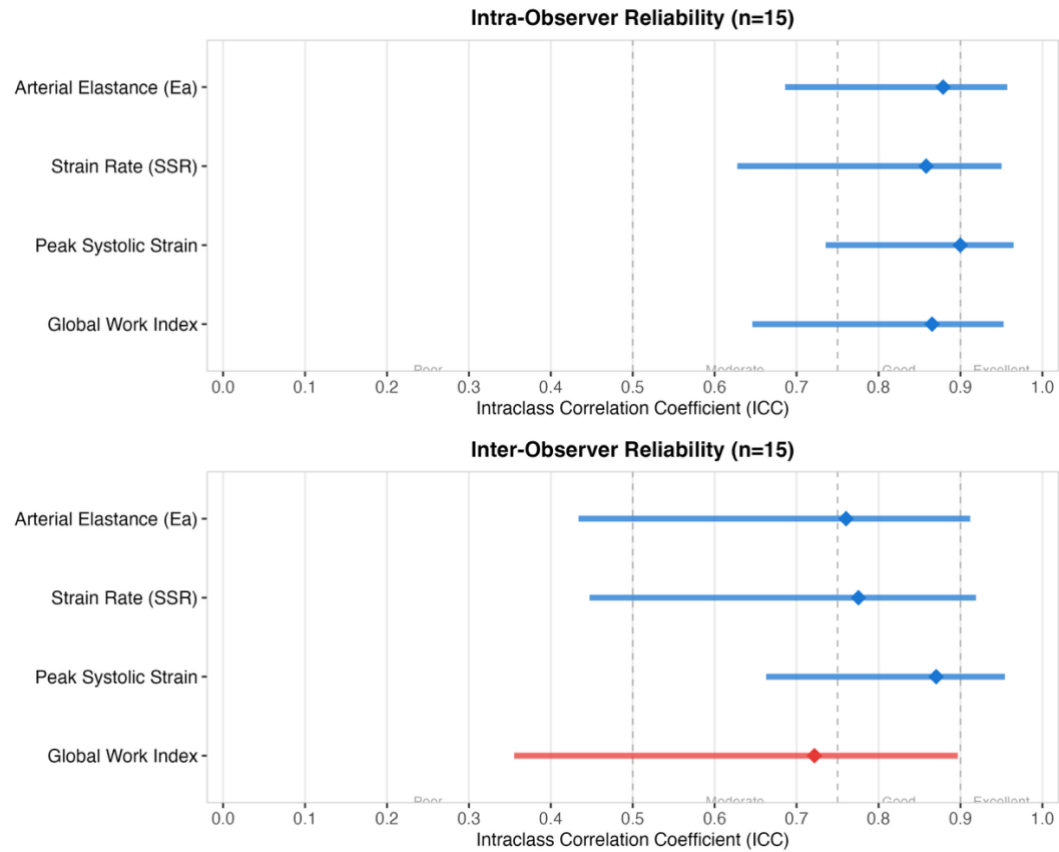 Intra-Observer Reliability (n=15)
Arterial Elastance (Ea)
Strain Rate (SSR)
Peak Systolic Strain
Global Work Index
Poor Moderate Good Excellent
0.0 0.1 0.2 0.3 0.4 0.5 0.6 0.7 0.8 0.9 1.0
Intraclass Correlation Coefficient (ICC)
Inter-Observer Reliability (n=15)
Arterial Elastance (Ea)
Strain Rate (SSR)
Peak Systolic Strain
Global Work Index
Poor Moderate Good Excellent
0.0 0.1 0.2 0.3 0.4 0.5 0.6 0.7 0.8 0.9 1.0
Intraclass Correlation Coefficient (ICC)